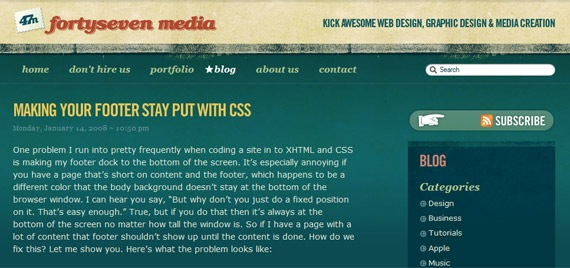 4m fortyseven media
KICK AWESOME WEB DESIGN, GRAPHIC DESIGN & MEDIA CREATION
home don't hire us portfolio ★blog about us contact
Search
MAKING YOUR FOOTER STAY PUT WITH CSS
Monday, January 14, 2008 – 10:50 pm
SUBSCRIBE
One problem I run into pretty frequently when coding a site in to XHTML and CSS
is making my footer dock to the bottom of the screen. It's especially annoying if
you have a page that's short on content and the footer, which happens to be a
different color that the body background doesn't stay at the bottom of the
browser window. I can hear you say, "But why don't you just do a fixed position
on it. That's easy enough." True, but if you do that then it's always at the
bottom of the screen no matter how tall the window is. So if I have a page with a
lot of content that footer shouldn't show up until the content is done. How do we
fix this? Let me show you. Here's what the problem looks like:
BLOG
Categories
Design
Business
Tutorials
Apple
Music